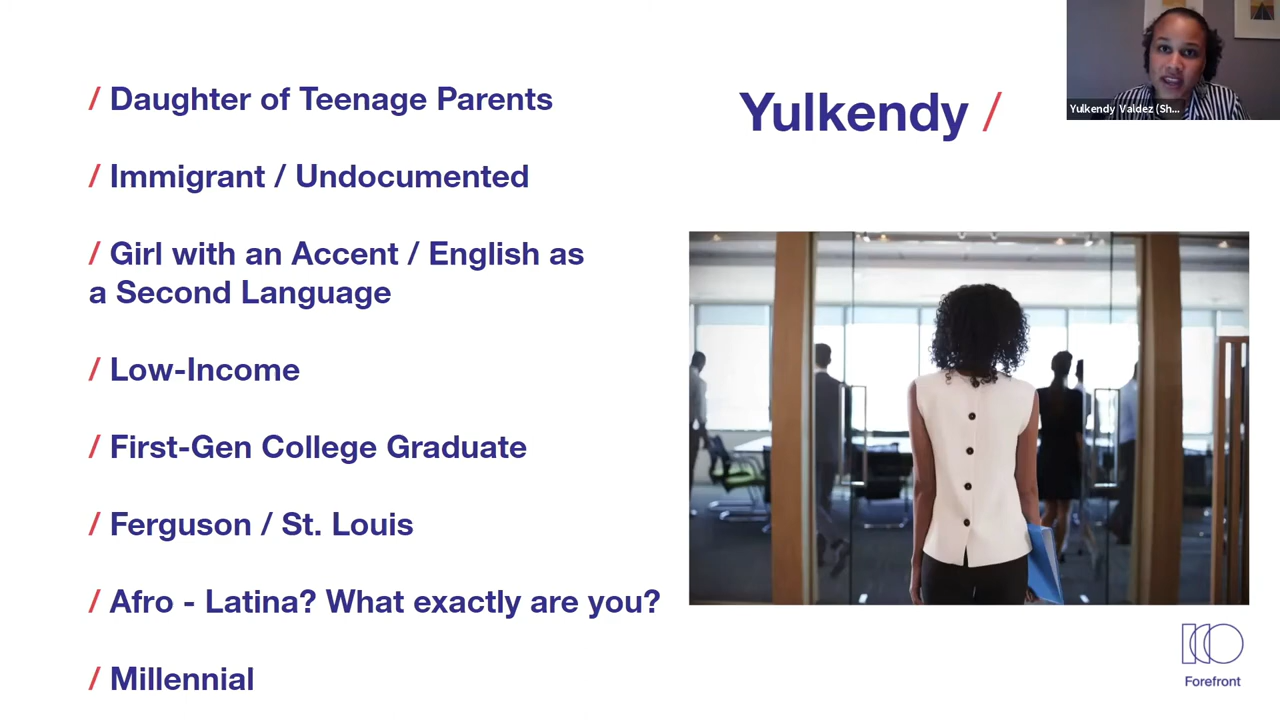 / Daughter of Teenage Parents
/ Immigrant / Undocumented
/ Girl with an Accent / English as
a Second Language
/ Low-Income
/ First-Gen College Graduate
/ Ferguson / St. Louis
/ Afro - Latina? What exactly are you?
/ Millennial
Yulkendy /
Yulkendy Valdez (Sh...
Forefront